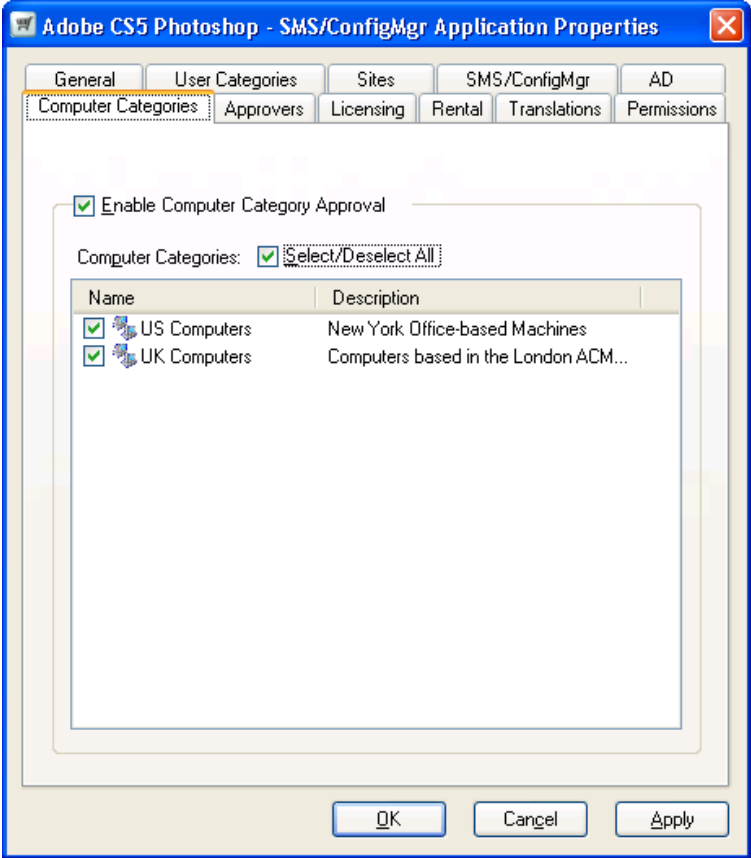 Adobe CS5 Photoshop - SMS/ConfigMgr Application Properties
General User Categories Sites SMS/ConfigMgr AD
Computer Categories Approvers Licensing Rental Translations Permissions
Enable Computer Category Approval
Computer Categories: Select/Deselect All
Name Description
US Computers New York Office-based Machines
UK Computers Computers based in the London ACM...
OK Cancel Apply